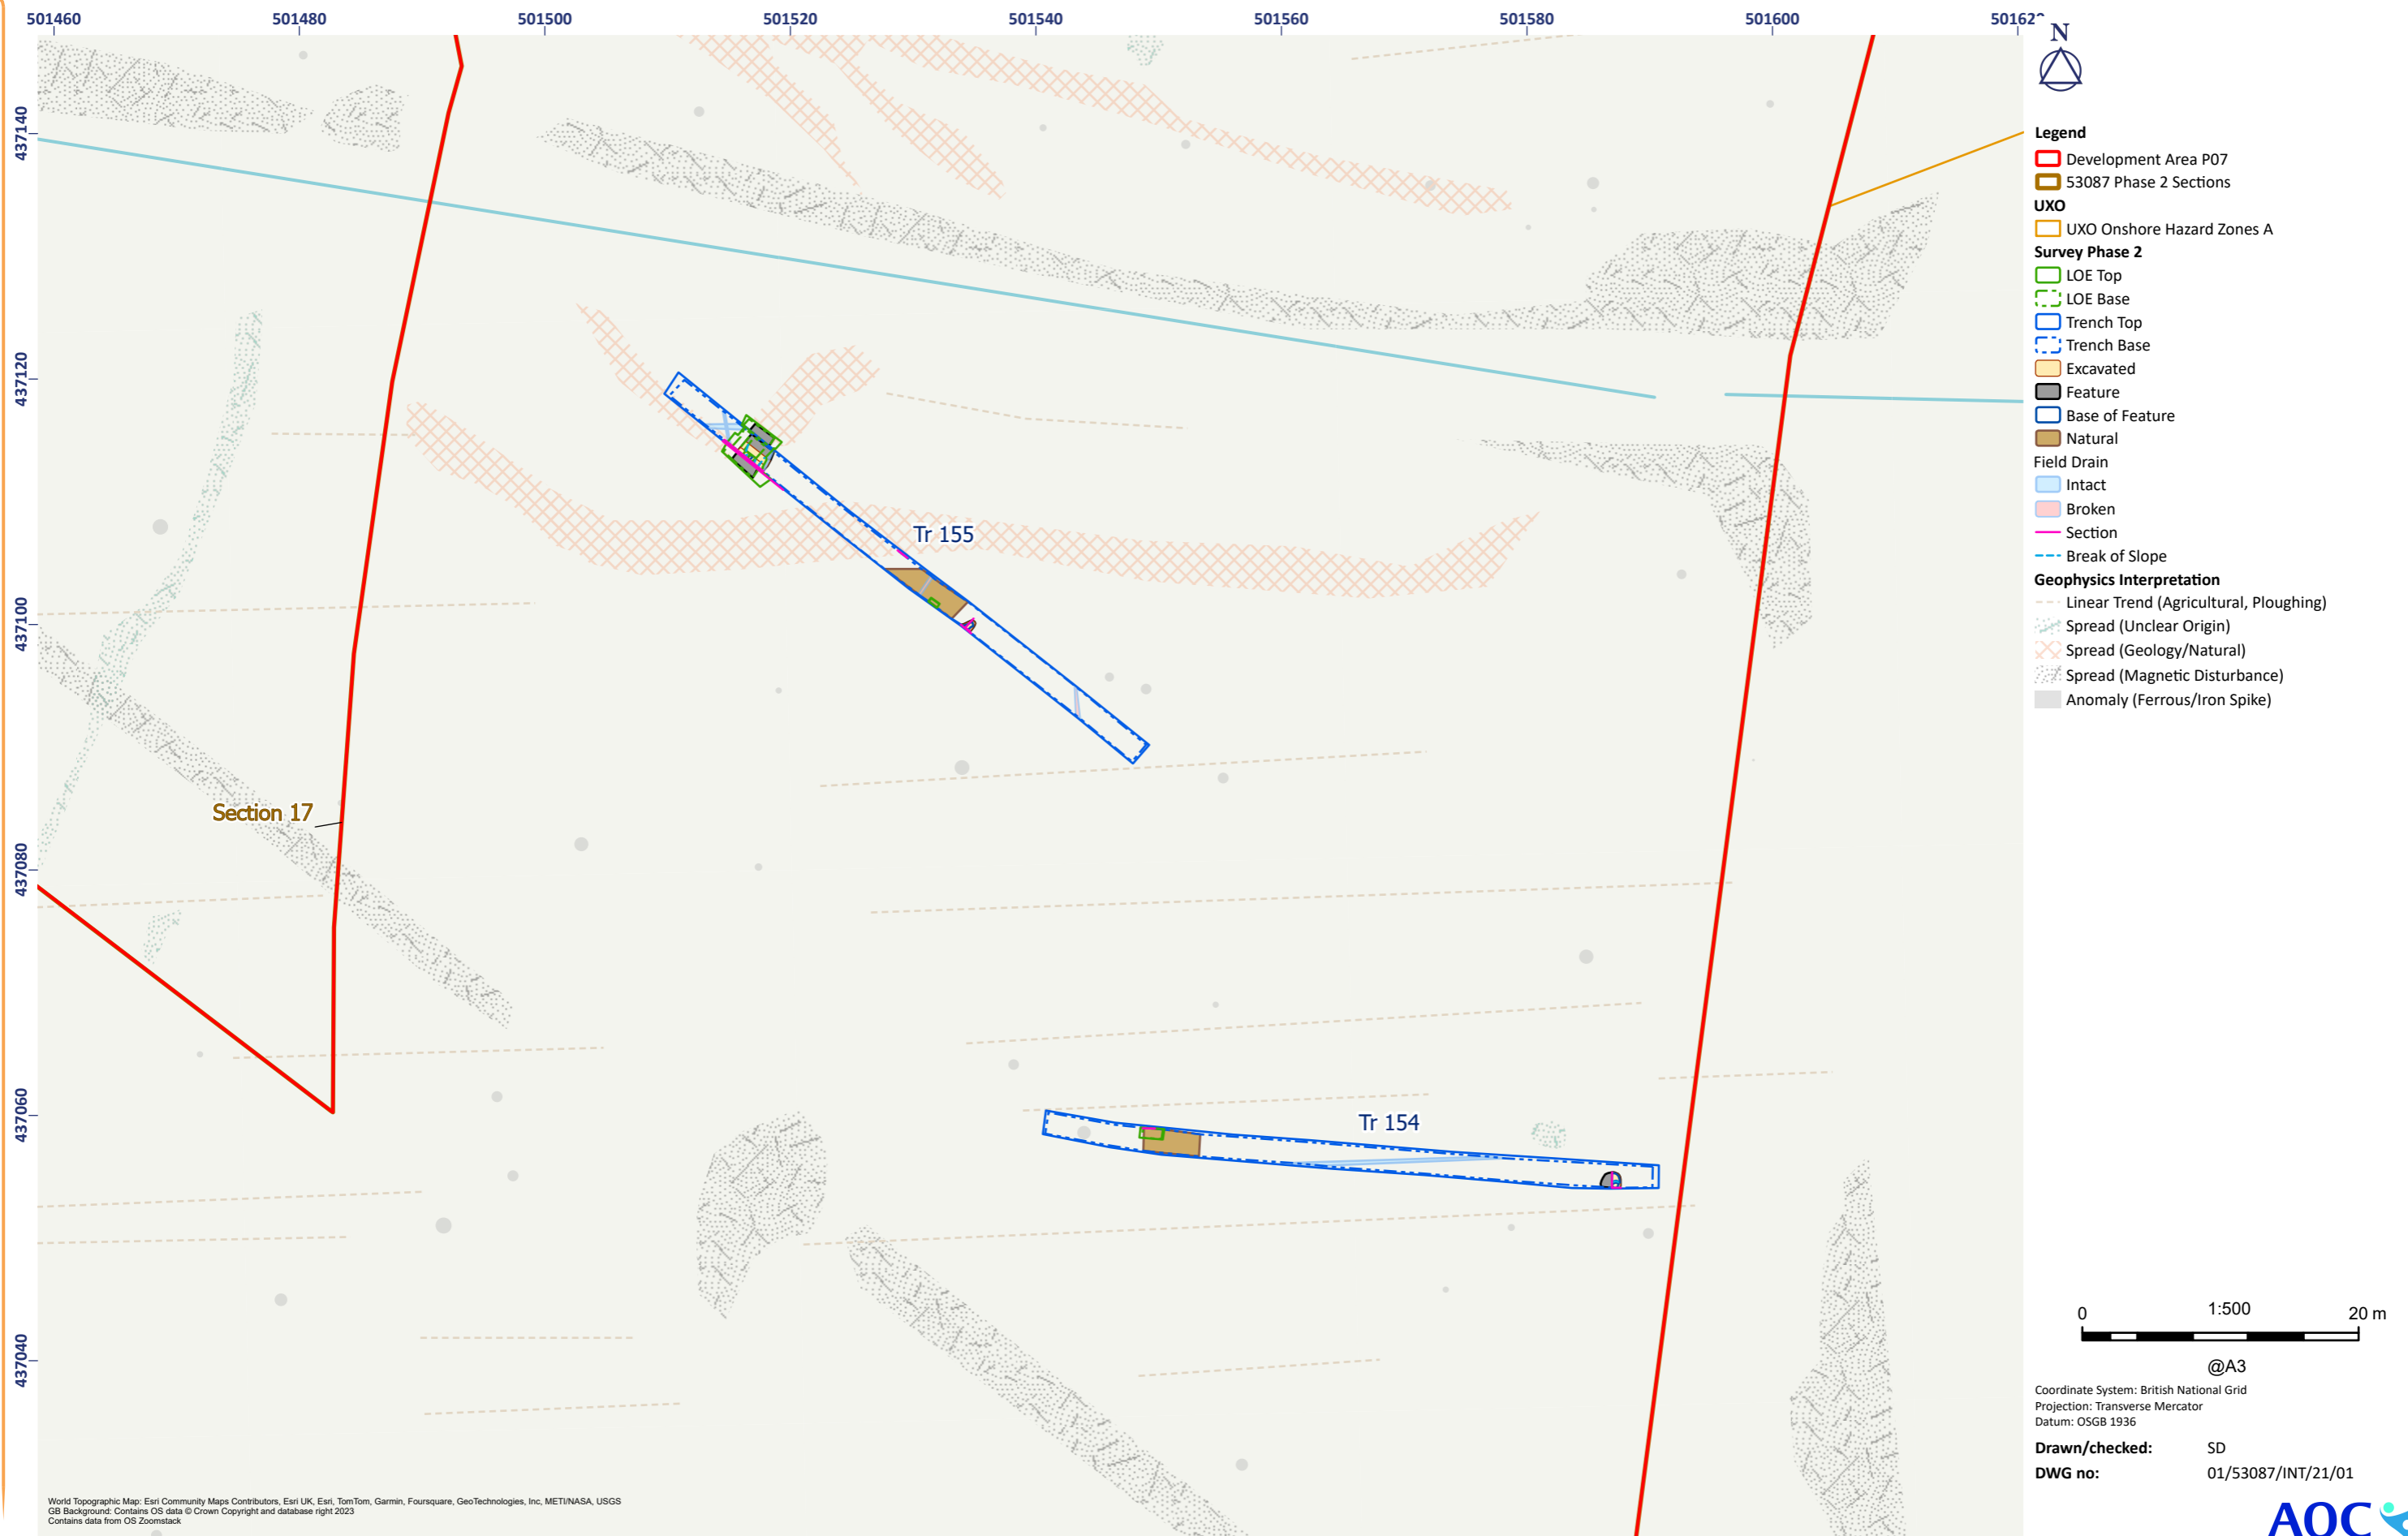 501460 501480 501500 501520 501540 501560 501580 501600
N
437140
437120
437100
437080
437060
437040
Tr 155
Section 17
Tr 154
Legend
Development Area P07
53087 Phase 2 Sections
UXO
UXO Onshore Hazard Zones A
Survey Phase 2
LOE Top
LOE Base
Trench Top
Trench Base
Excavated
Feature
Base of Feature
Natural
Field Drain
Intact
Broken
Section
Break of Slope
Geophysics Interpretation
Linear Trend (Agricultural, Ploughing)
Spread (Unclear Origin)
Spread (Geology/Natural)
Spread (Magnetic Disturbance)
Anomaly (Ferrous/Iron Spike)
0 1:500 20 m
@A3
Coordinate System: British National Grid
Projection: Transverse Mercator
Datum: OSGB 1936
Drawn/checked: SD
DWG no: 01/53087/INT/21/01
AOC
World Topographic Map: Esri Community Maps Contributors, Esri UK, Esri, TomTom, Garmin, Foursquare, GeoTechnologies, Inc, METI/NASA, USGS
GB Background: Contains OS data © Crown Copyright and database right 2023
Contains data from OS Zoomstack